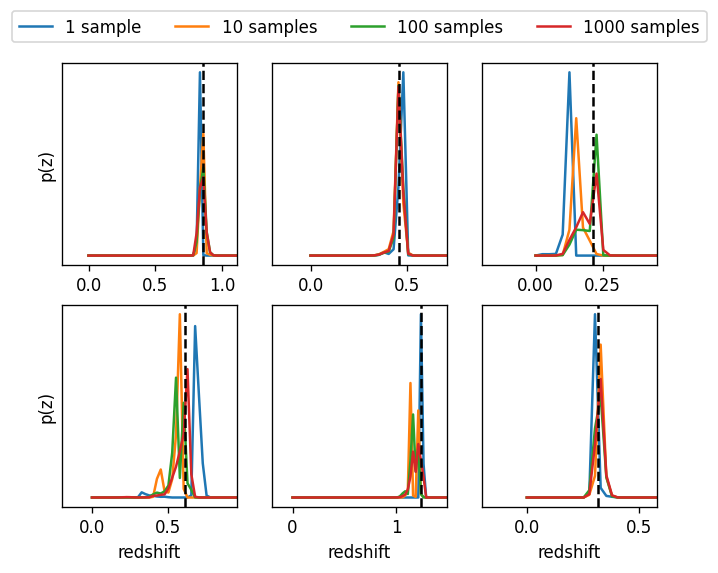 1 sample 10 samples 100 samples 1000 samples
p(z)
0.0 0.5 1.0
0.0 0.5
0.00 0.25
p(z)
0.0 0.5
0 1
0.0 0.5
redshift redshift redshift